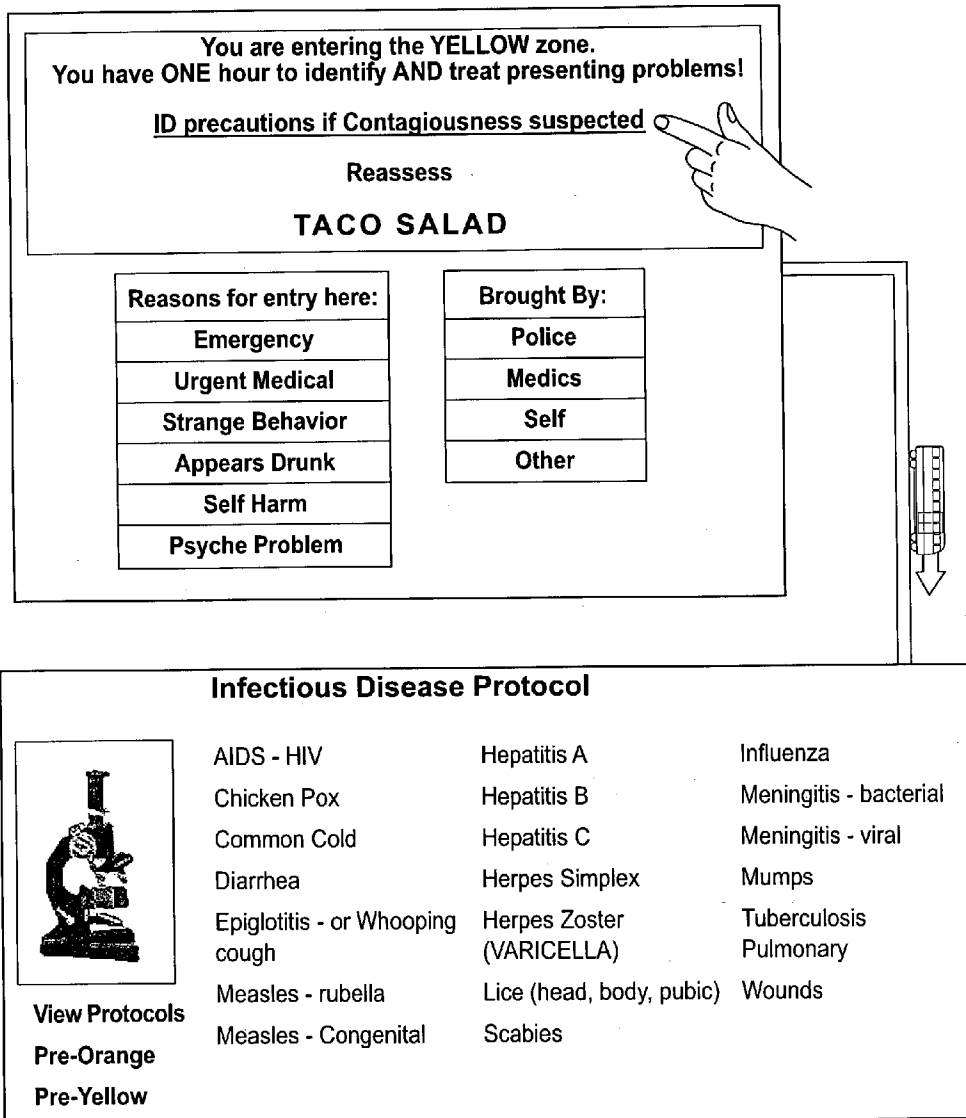 You are entering the YELLOW zone.
You have ONE hour to identify AND treat presenting problems!
ID precautions if Contagiousness suspected
Reassess
TACO SALAD
Reasons for entry here:
Emergency
Urgent Medical
Strange Behavior
Appears Drunk
Self Harm
Psyche Problem
Brought By:
Police
Medics
Self
Other
Infectious Disease Protocol
View Protocols
Pre-Orange
Pre-Yellow
AIDS - HIV
Chicken Pox
Common Cold
Diarrhea
Epiglotitis - or Whooping
cough
Measles - rubella
Measles - Congenital
Hepatitis A
Hepatitis B
Hepatitis C
Herpes Simplex
Herpes Zoster
(VARICELLA)
Lice (head, body, pubic)
Scabies
Influenza
Meningitis - bacterial
Meningitis - viral
Mumps
Tuberculosis
Pulmonary
Wounds